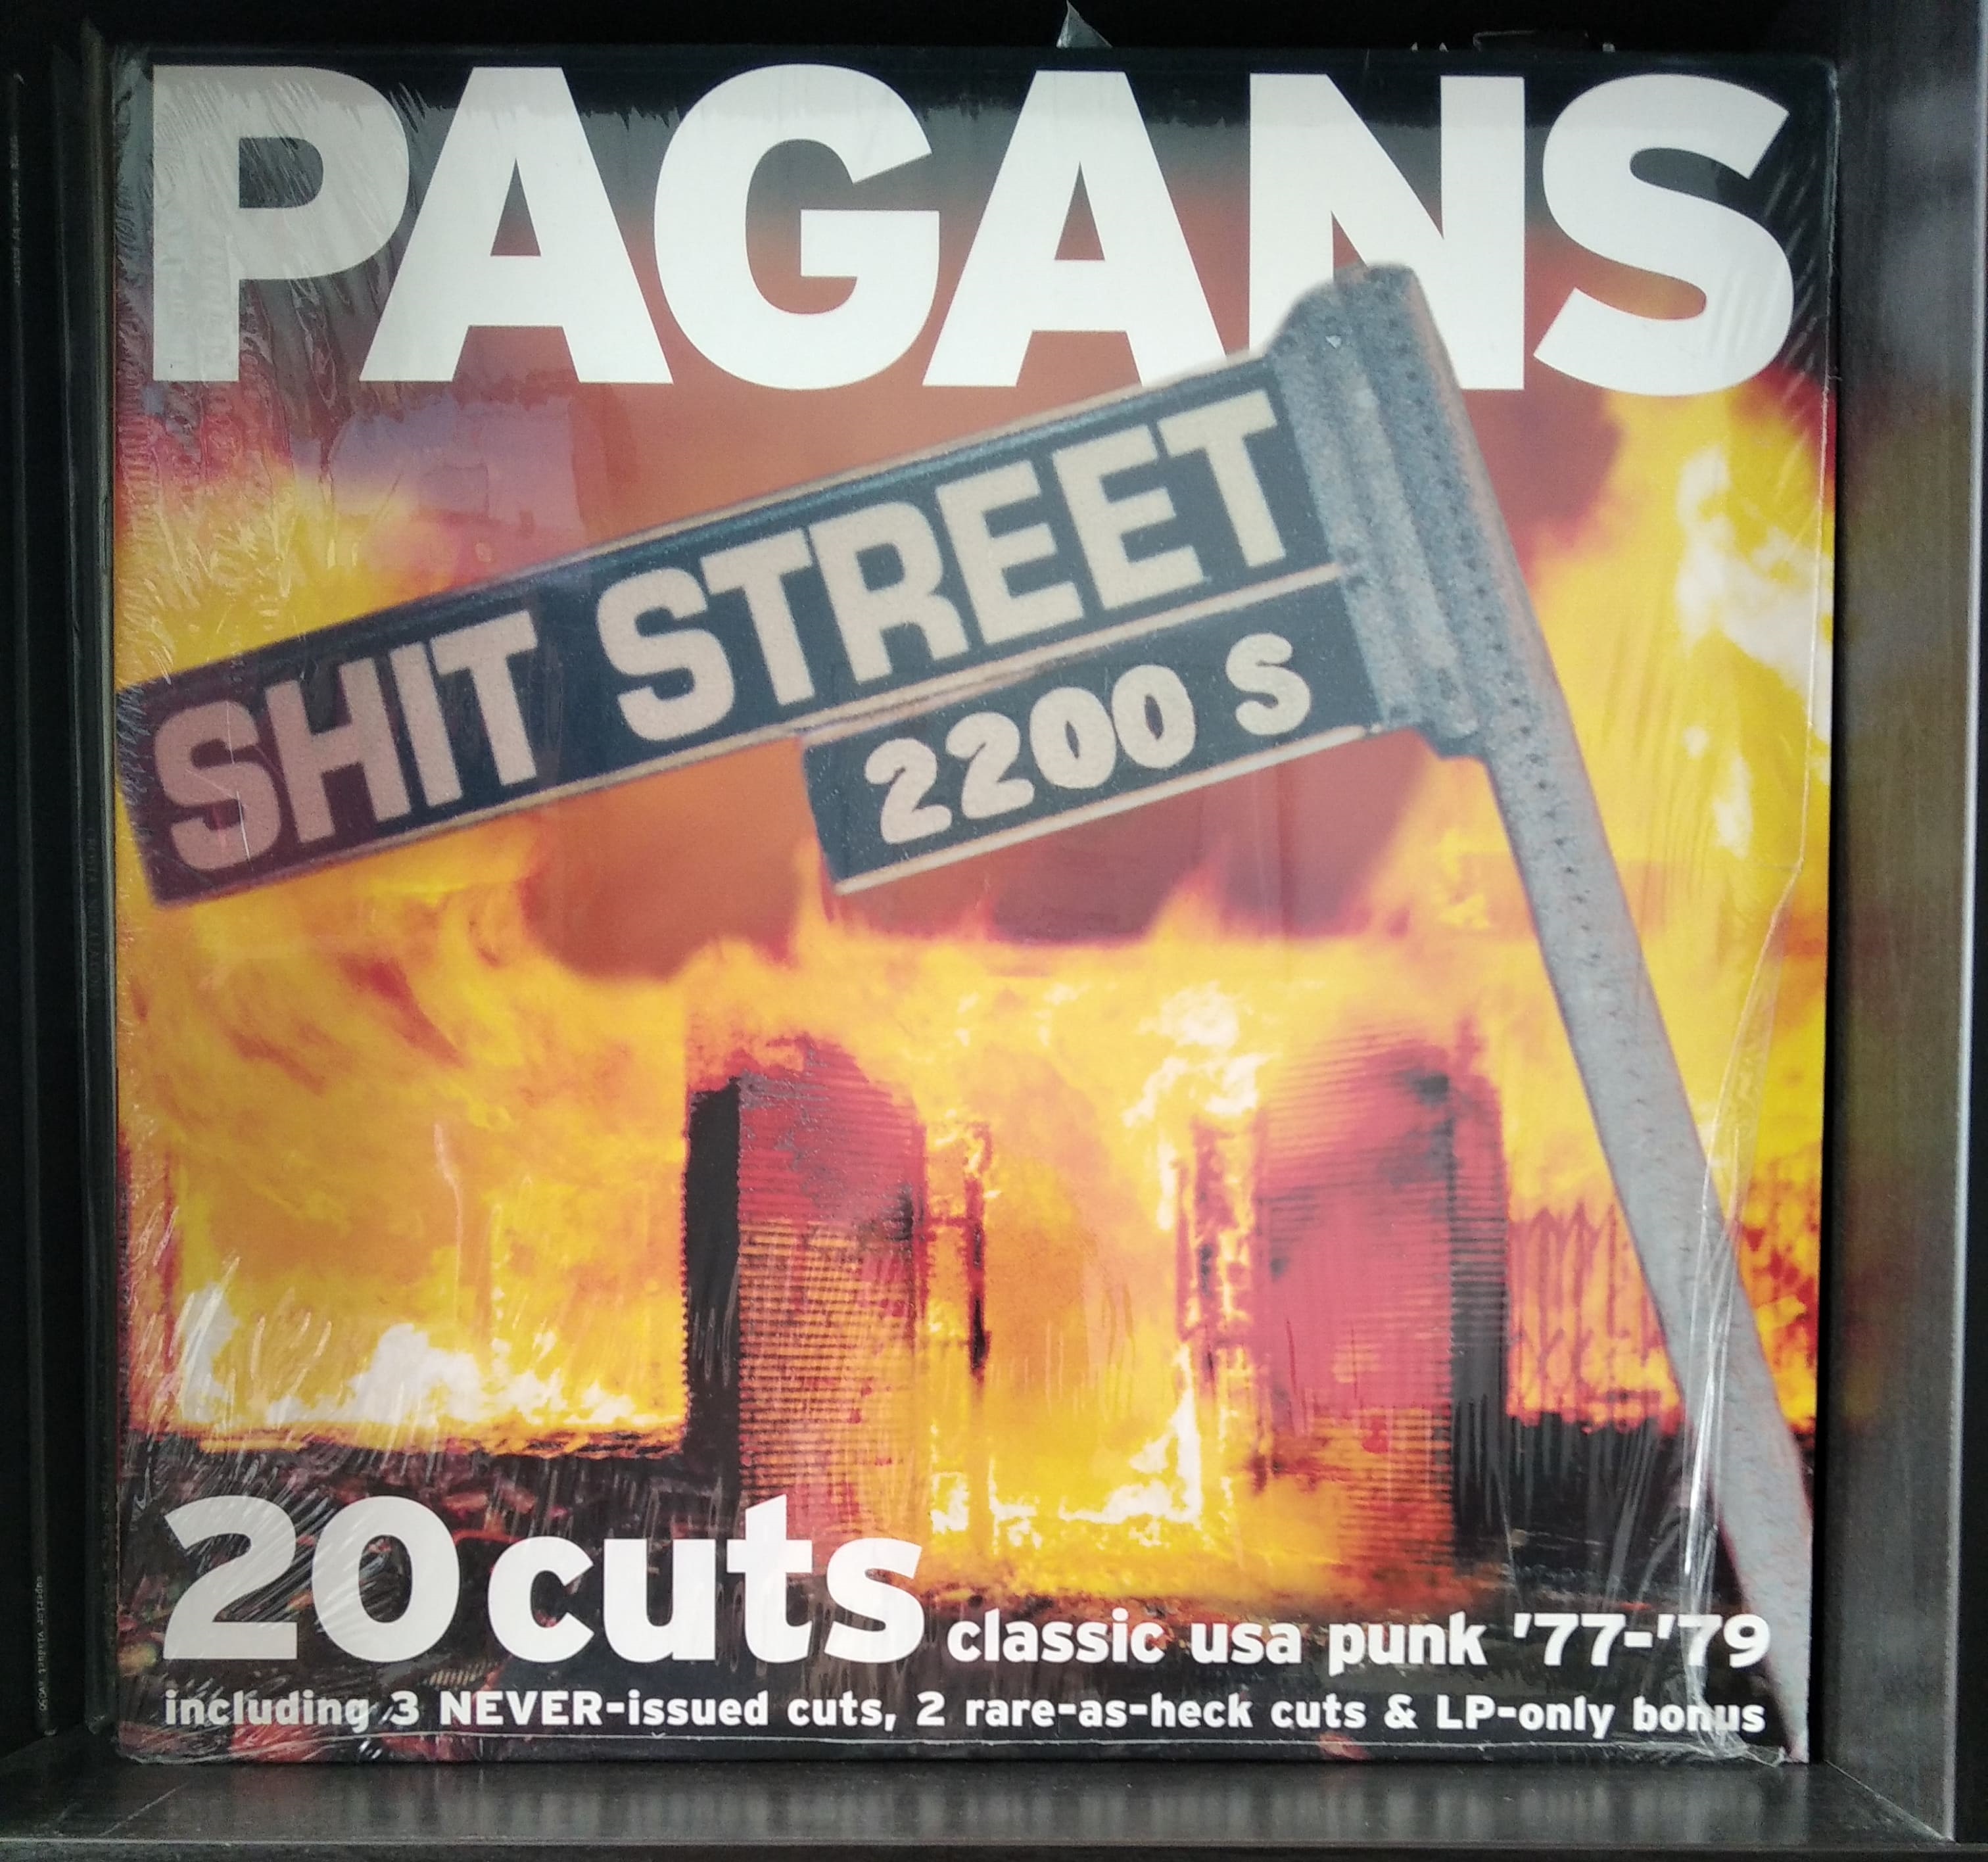 PAGANS
SHIT STREET
2200 S
20 cuts classic usa punk '77-'79
including 3 NEVER-issued cuts, 2 rare-as-heck cuts & LP-only bonus